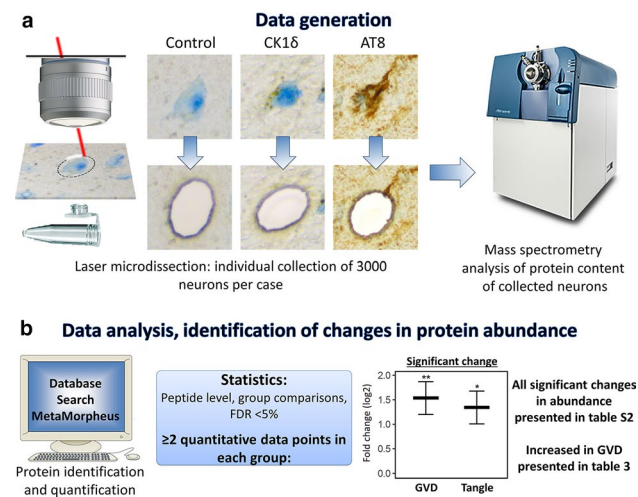 a
Data generation
Control
CK1δ
AT8
Laser microdissection: individual collection of 3000
neurons per case
Mass spectrometry
analysis of protein content
of collected neurons
b
Data analysis, identification of changes in protein abundance
Database
Search
MetaMorpheus
Protein identification
and quantification
Statistics:
Peptide level, group comparisons,
FDR <5%
≥2 quantitative data points in
each group:
Significant change
Fold change (log2)
2.0
1.5
1.0
0.5
0.0
**
*
GVD
Tangle
All significant changes
in abundance
presented in table S2
Increased in GVD
presented in table 3